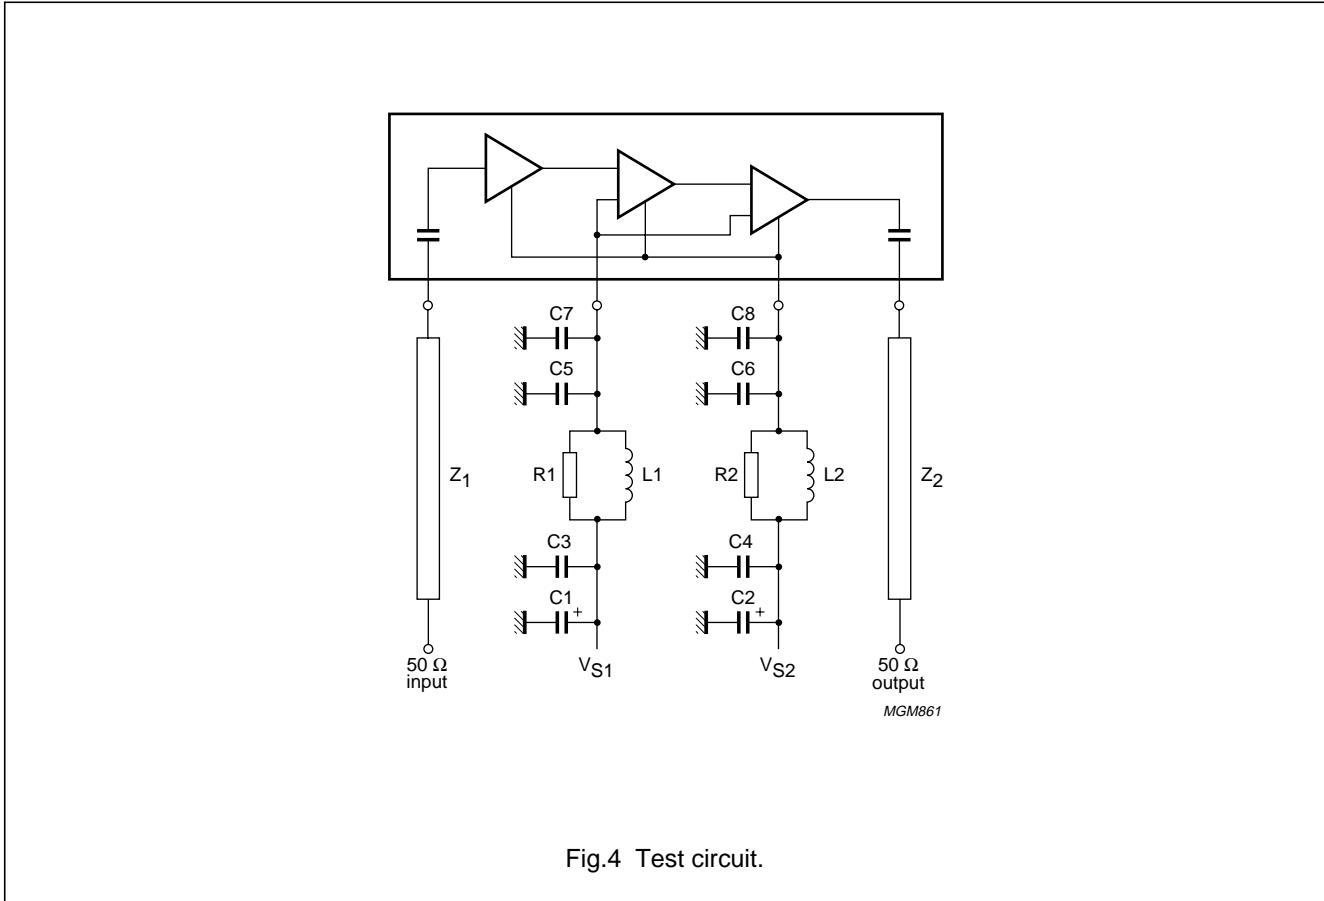 C7
C8
C5
C6
Z1
R1
L1
R2
L2
Z2
C3
C4
C1
+
C2
+
50 Ω
input
VS1
VS2
50 Ω
output
MGM861
Fig.4 Test circuit.